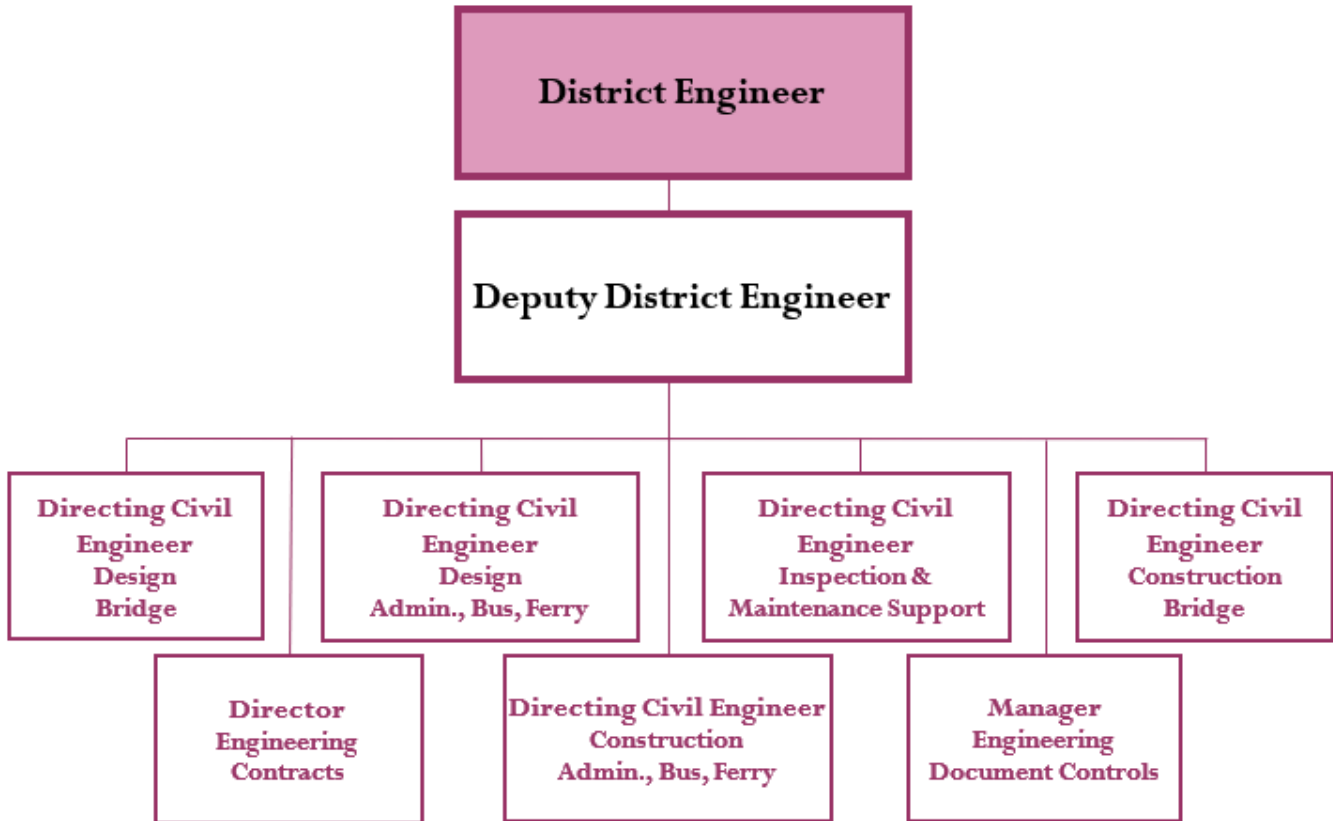 District Engineer
Deputy District Engineer
Directing Civil
Engineer
Design
Bridge
Directing Civil
Engineer
Design
Admin., Bus, Ferry
Directing Civil
Engineer
Inspection &
Maintenance Support
Directing Civil
Engineer
Construction
Bridge
Director
Engineering
Contracts
Directing Civil Engineer
Construction
Admin., Bus, Ferry
Manager
Engineering
Document Controls